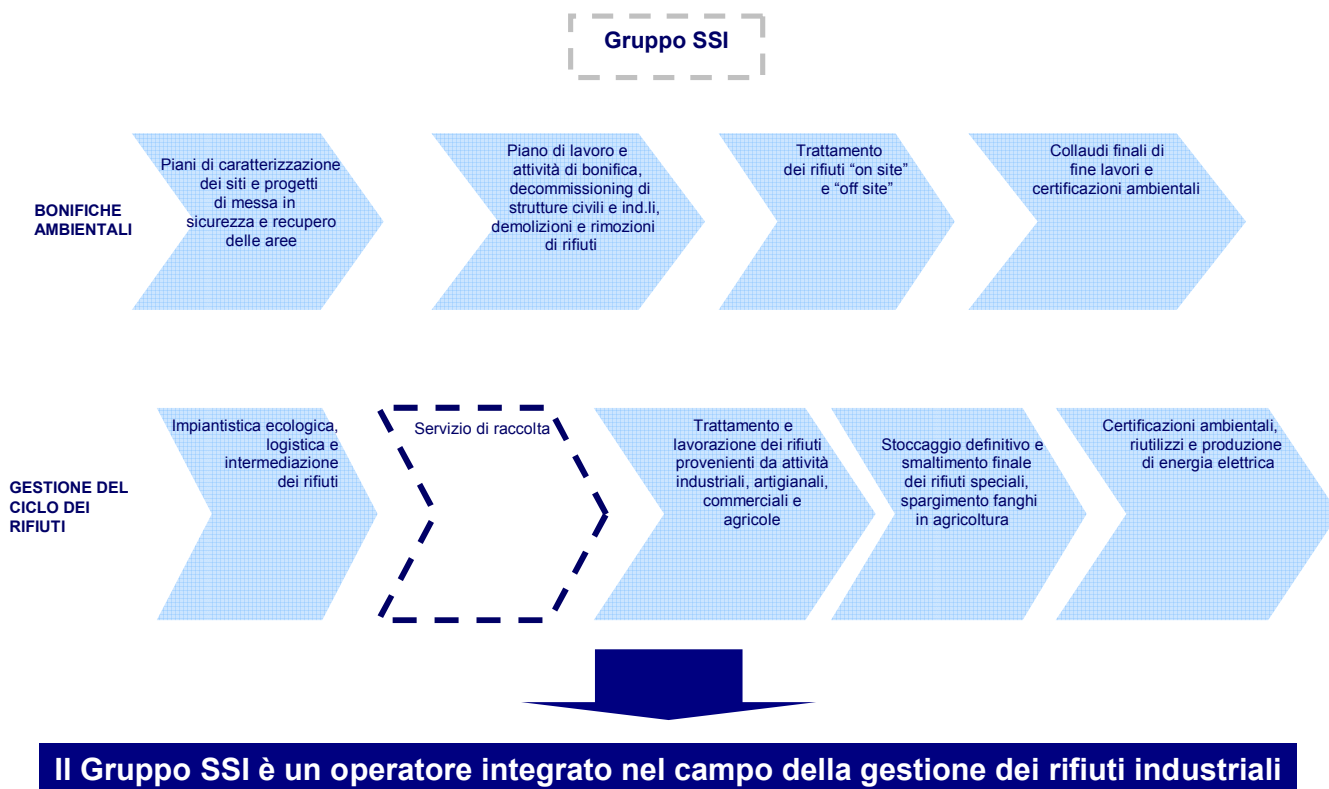 Gruppo SSI
BONIFICHE
AMBIENTALI
Piani di caratterizzazione
dei siti e progetti
di messa in
sicurezza e recupero
delle aree
Piano di lavoro e
attività di bonifica,
decommissioning di
strutture civili e ind.li,
demolizioni e rimozioni
di rifiuti
Trattamento
dei rifiuti “on site”
e “off site”
Collaudi finali di
fine lavori e
certificazioni ambientali
GESTIONE DEL
CICLO DEI
RIFIUTI
Impiantistica ecologica,
logistica e
intermediazione
dei rifiuti
Servizio di raccolta
Trattamento e
lavorazione dei rifiuti
provenienti da attività
industriali, artigianali,
commerciali e
agricole
Stoccaggio definitivo e
smaltimento finale
dei rifiuti speciali,
spargimento fanghi
in agricoltura
Certificazioni ambientali,
riutilizzi e produzione
di energia elettrica
Il Gruppo SSI è un operatore integrato nel campo della gestione dei rifiuti industriali